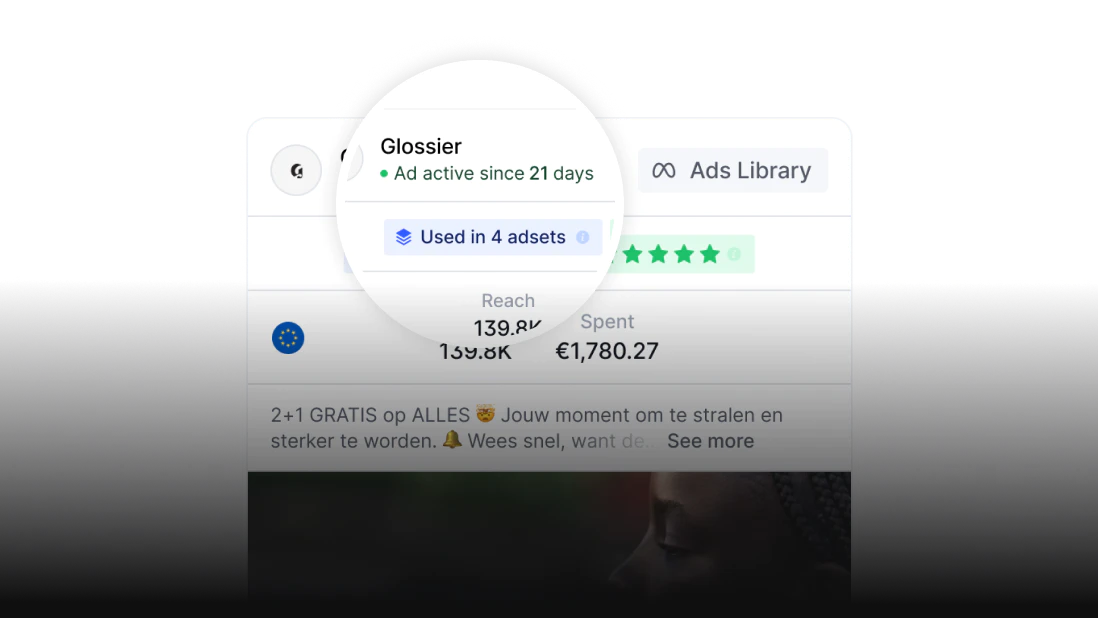 Glossier
Ad active since 21 days
Ads Library
Used in 4 adsets
Reach
139.8K
139.8K
Spent
€1,780.27
2+1 GRATIS op ALLES 🤯 Jouw moment om te stralen en
sterker te worden. 🔔 Wees snel, want de... See more